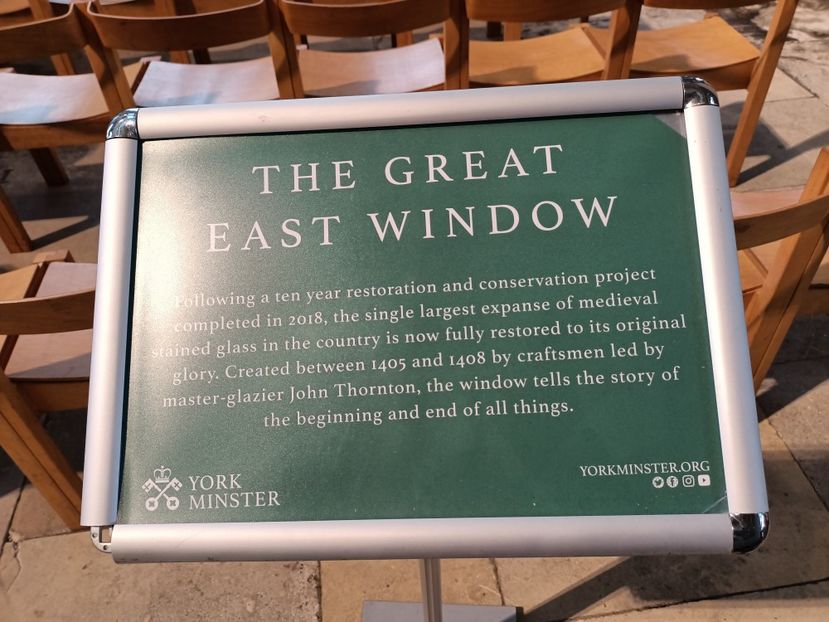 THE GREAT
EAST WINDOW
Following a ten year restoration and conservation project
completed in 2018, the single largest expanse of medieval
stained glass in the country is now fully restored to its original
glory. Created between 1405 and 1408 by craftsmen led by
master-glazier John Thornton, the window tells the story of
the beginning and end of all things.
YORK
MINSTER
YORKMINSTER.ORG